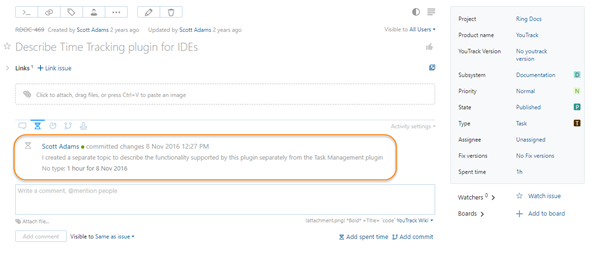 RDOC-469 Created by Scott Adams 2 years ago Updated by Scott Adams 2 years ago Visible to All Users
Describe Time Tracking plugin for IDEs
Links 1 + Link issue
Click to attach, drag files, or press Ctrl+V to paste an image
Activity settings
Scott Adams committed changes 8 Nov 2016 12:27 PM
I created a separate topic to describe the functionality supported by this plugin separately from the Task Management plugin
No type: 1 hour for 8 Nov 2016
Write a comment, @mention people
Attach file... !attachment.png! *Bold* =Title= `code` YouTrack Wiki
Add comment Visible to Same as issue Add spent time Add commit
Project Ring Docs
Product name YouTrack
YouTrack Version No youtrack
version
Subsystem Documentation D
Priority Normal N
State Published P
Type Task T
Assignee Unassigned
Fix versions No Fix versions
Spent time 1h
Watchers 0 Watch issue
Boards + Add to board